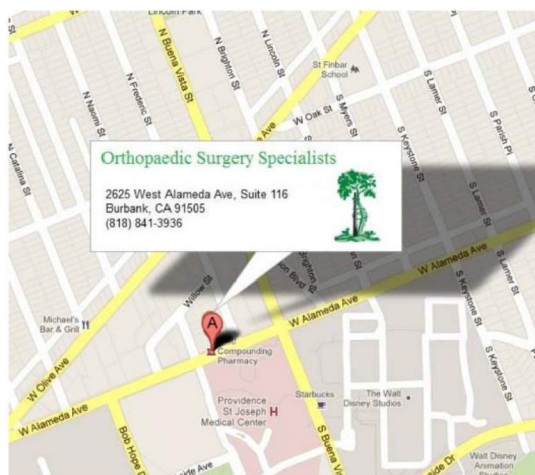 Lincoln Park
N Buena Vista St
N Brighton St
N Lincoln St
St Finbar
School
N Frederic St
N Naomi St
N Catalina St
W Oak St
S Myers St
S Keystone St
S Lamer St
S Parish Pl
Orthopaedic Surgery Specialists
2625 West Alameda Ave, Suite 116
Burbank, CA 91505
(818) 841-3936
W Alameda Ave
S Keystone St
S Lamer St
Willow St
Michael's
Bar & Grill
W Olive Ave
A
W Alameda Ave
Compounding
Pharmacy
Providence
St Joseph
Medical Center
H
Starbucks
The Walt
Disney Studios
W Alameda Ave
Bob Hope D
S Buena
Walt Disney
Animation